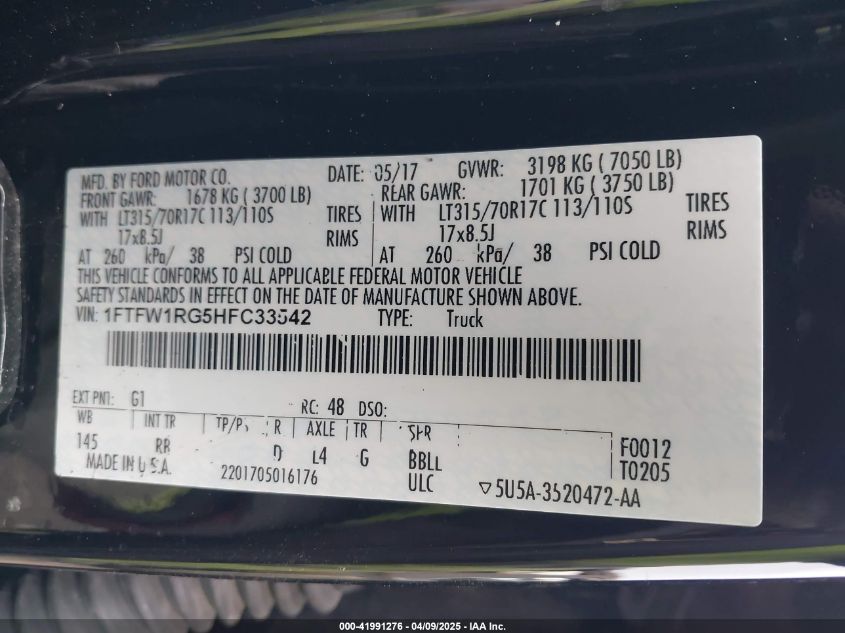 MFD. BY FORD MOTOR CO. DATE: 05/17 GVWR: 3198 KG ( 7050 LB)
FRONT GAWR: 1678 KG ( 3700 LB) REAR GAWR: 1701 KG ( 3750 LB)
WITH LT315/70R17C 113/110S TIRES WITH LT315/70R17C 113/110S TIRES
17x8.5J RIMS 17x8.5J RIMS
AT 260 kPa/ 38 PSI COLD AT 260 kPa/ 38 PSI COLD
THIS VEHICLE CONFORMS TO ALL APPLICABLE FEDERAL MOTOR VEHICLE
SAFETY STANDARDS IN EFFECT ON THE DATE OF MANUFACTURE SHOWN ABOVE.
VIN: 1FTFW1RG5HFC33542 TYPE: Truck
EXT PNT: G1 RC: 48 DSO:
WB INT TR TP/PS R AXLE TR SPR
145 RR D L4 G BBLL F0012
MADE IN U.S.A. 2201705016176 ULC T0205
▽5U5A-3520472-AA
000-41991276 - 04/09/2025 - IAA Inc.